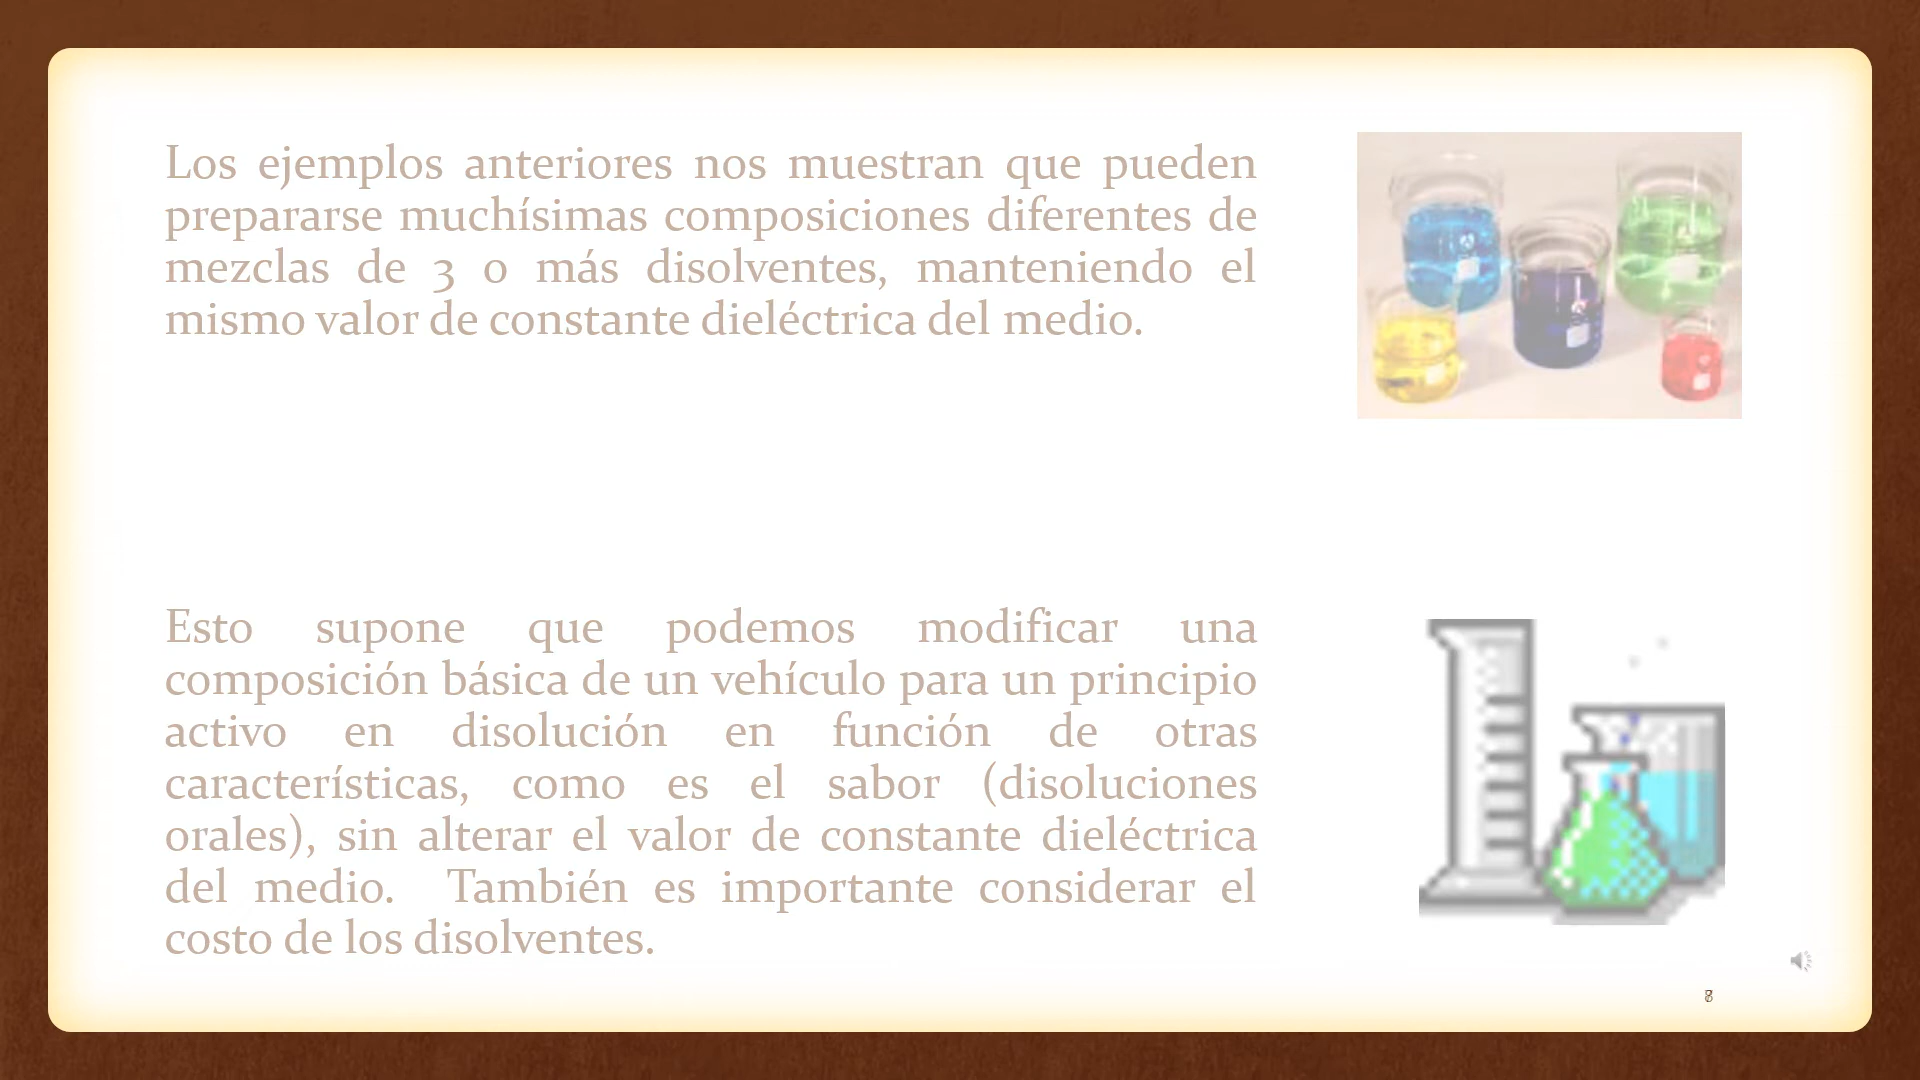 Los ejemplos anteriores nos muestran que pueden
prepararse muchísimas composiciones diferentes de
mezclas de 3 o más disolventes, manteniendo el
mismo valor de constante dieléctrica del medio.
Esto supone que podemos modificar una
composición básica de un vehículo para un principio
activo en disolución en función de otras
características, como es el sabor (disoluciones
orales), sin alterar el valor de constante dieléctrica
del medio. También es importante considerar el
costo de los disolventes.